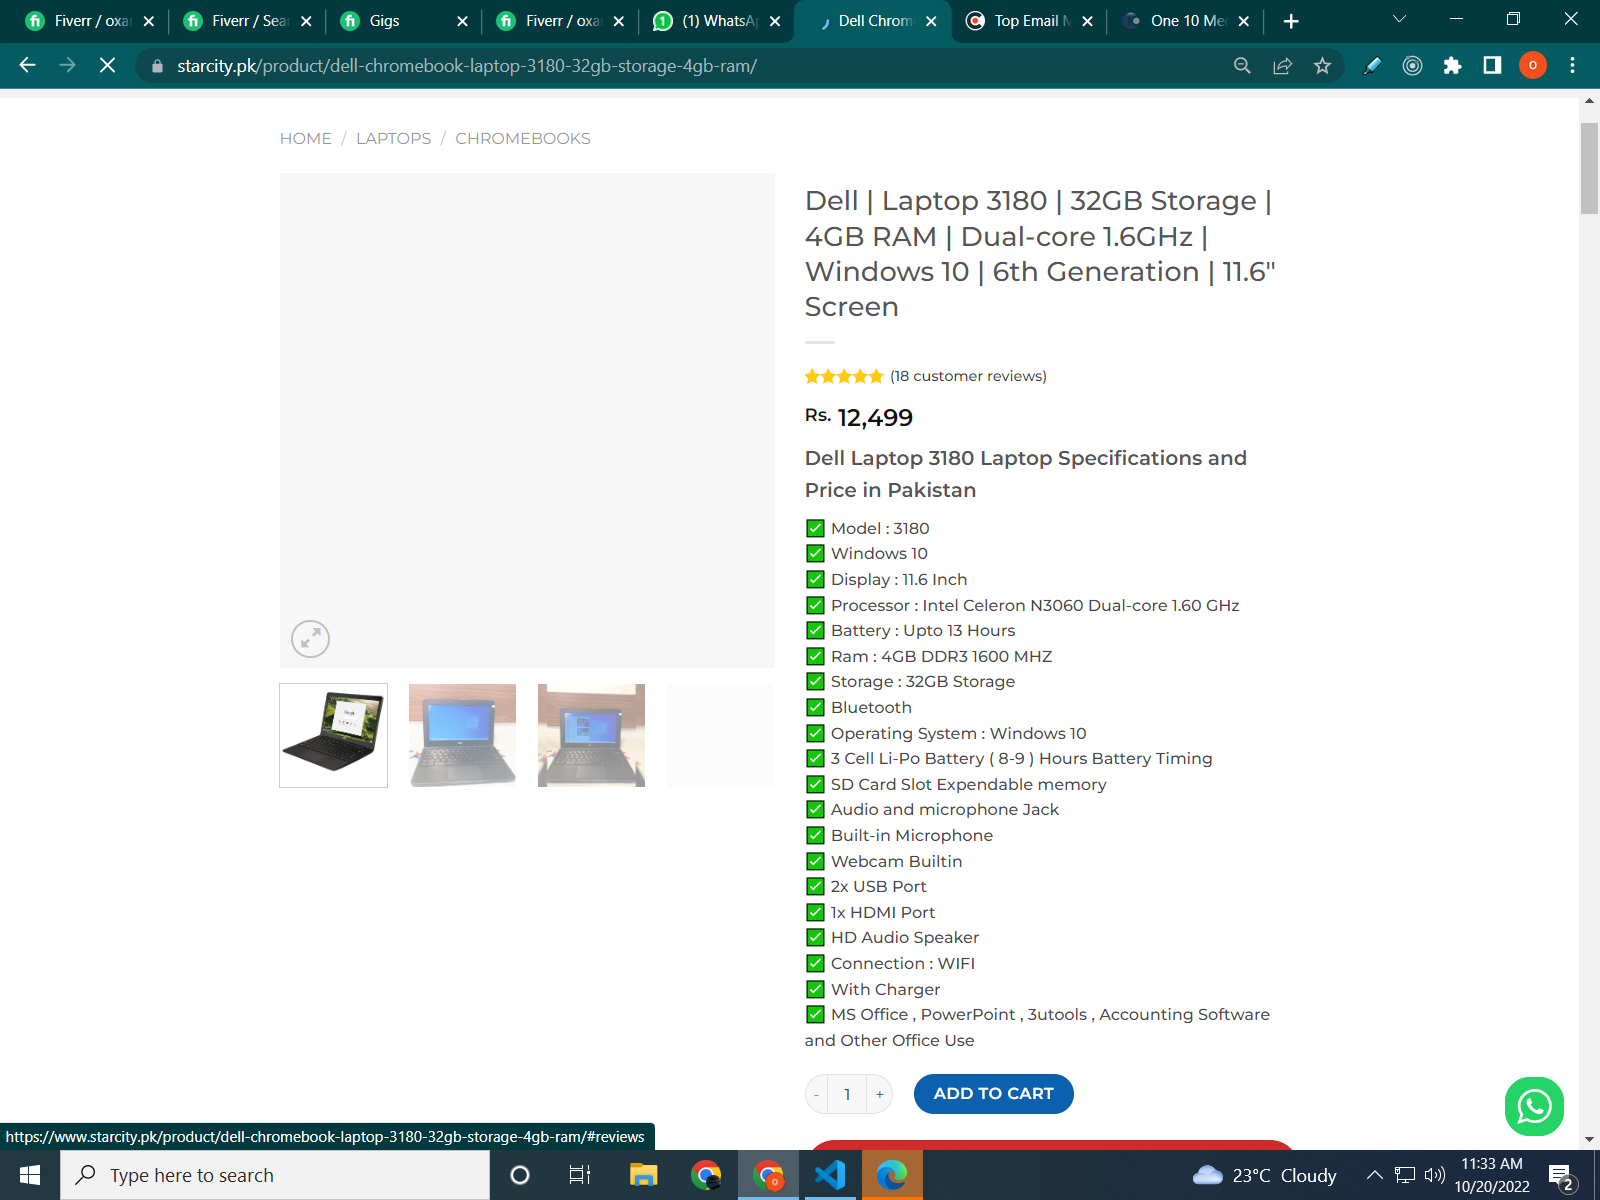 Fiverr / oxa
Fiverr / Sea
Gigs
Fiverr / oxa
(1) WhatsA
Dell Chrom
Top Email M
One 10 Me
starcity.pk/product/dell-chromebook-laptop-3180-32gb-storage-4gb-ram/
O
HOME / LAPTOPS / CHROMEBOOKS
Dell | Laptop 3180 | 32GB Storage |
4GB RAM | Dual-core 1.6GHz |
Windows 10 | 6th Generation | 11.6"
Screen
(18 customer reviews)
Rs. 12,499
Dell Laptop 3180 Laptop Specifications and
Price in Pakistan
✅ Model : 3180
✅ Windows 10
✅ Display : 11.6 Inch
✅ Processor : Intel Celeron N3060 Dual-core 1.60 GHz
✅ Battery : Upto 13 Hours
✅ Ram : 4GB DDR3 1600 MHZ
✅ Storage : 32GB Storage
✅ Bluetooth
✅ Operating System : Windows 10
✅ 3 Cell Li-Po Battery ( 8-9 ) Hours Battery Timing
✅ SD Card Slot Expendable memory
✅ Audio and microphone Jack
✅ Built-in Microphone
✅ Webcam Builtin
✅ 2x USB Port
✅ 1x HDMI Port
✅ HD Audio Speaker
✅ Connection : WIFI
✅ With Charger
✅ MS Office , PowerPoint , 3utools , Accounting Software
and Other Office Use
- 1 +
ADD TO CART
https://www.starcity.pk/product/dell-chromebook-laptop-3180-32gb-storage-4gb-ram/#reviews
Type here to search
23°C Cloudy
11:33 AM
10/20/2022
2